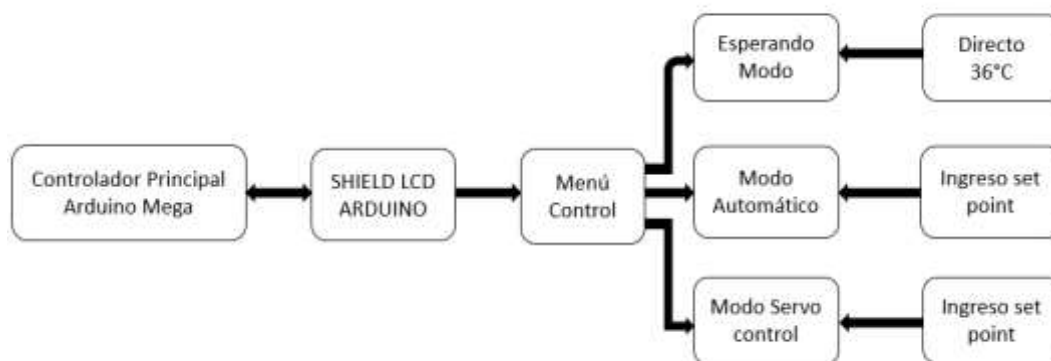 Controlador Principal
Arduino Mega
SHIELD LCD
ARDUINO
Menú
Control
Esperando
Modo
Directo
36°C
Modo
Automático
Ingreso set
point
Modo Servo
control
Ingreso set
point